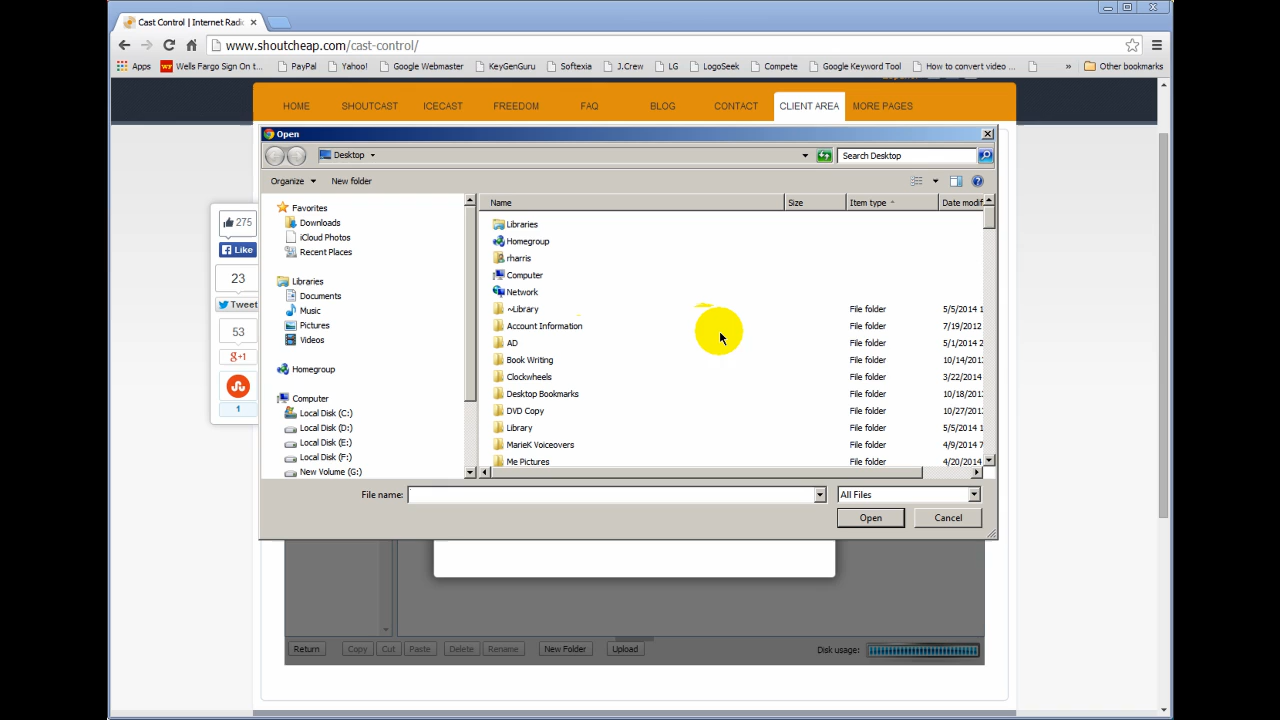 Cast Control | Internet Radi
www.shoutcheap.com/cast-control/
Apps Wells Fargo Sign On t... PayPal Yahoo! Google Webmaster KeyGenGuru Softexia J.Crew LG LogoSeek Compete Google Keyword Tool How to convert video ... » Other bookmarks
HOME SHOUTCAST ICECAST FREEDOM FAQ BLOG CONTACT CLIENT AREA MORE PAGES
Open
Desktop Search Desktop
Organize New folder
Name Size Item type Date modif
Favorites
Downloads
iCloud Photos
Recent Places
Libraries
Documents
Music
Pictures
Videos
Homegroup
Computer
Local Disk (C:)
Local Disk (D:)
Local Disk (E:)
Local Disk (F:)
New Volume (G:)
Libraries
Homegroup
rharris
Computer
Network
~Library File folder 5/5/2014 1
Account Information File folder 7/19/2012
AD File folder 5/1/2014 2
Book Writing File folder 10/14/201
Clockwheels File folder 3/22/2014
Desktop Bookmarks File folder 10/18/201
DVD Copy File folder 10/27/201
Library File folder 5/5/2014 1
MarieK Voiceovers File folder 4/9/2014 7
Me Pictures File folder 4/20/2014
File name: All Files
Open Cancel
275
Like
23
Tweet
53
+1
1
Return Copy Cut Paste Delete Rename New Folder Upload Disk usage: